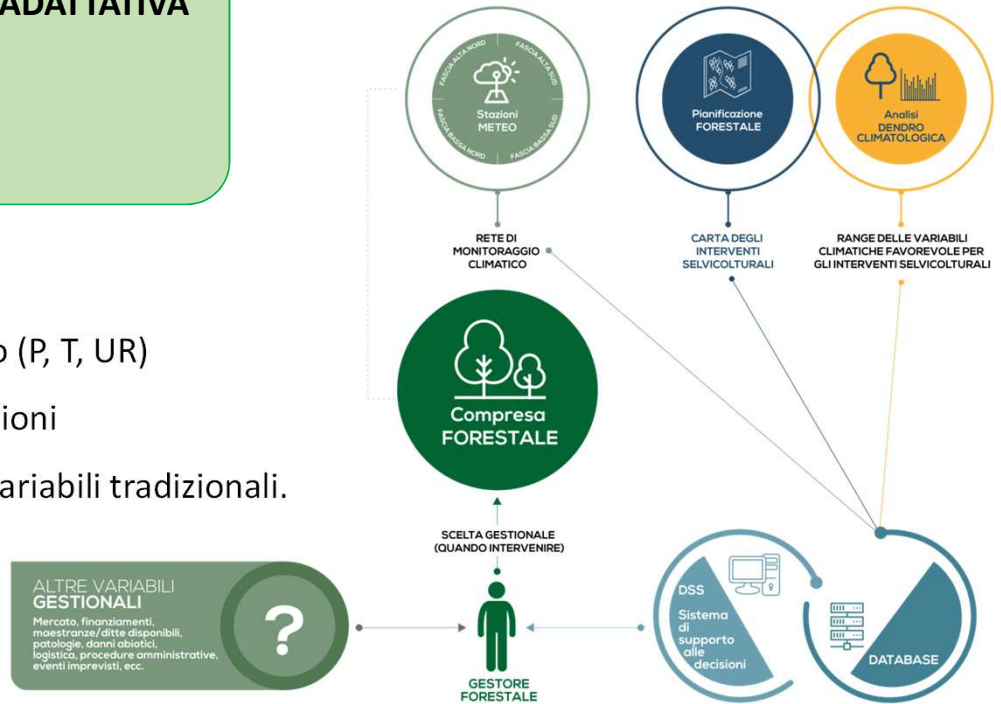 ADATTATIVA
FASCIA ALTA NORD
FASCIA ALTA SUD
FASCIA BASSA NORD
FASCIA BASSA SUD
Stazioni
METEO
Pianificazione
FORESTALE
Analisi
DENDRO
CLIMATOLOGICA
RETE DI
MONITORAGGIO
CLIMATICO
CARTA DEGLI
INTERVENTI
SELVICOLTURALI
RANGE DELLE VARIABILI
CLIMATICHE FAVOREVOLE PER
GLI INTERVENTI SELVICOLTURALI
(P, T, UR)
ariabili tradizionali.
Compresa
FORESTALE
SCELTA GESTIONALE
(QUANDO INTERVENIRE)
ALTRE VARIABILI
GESTIONALI
Mercato, finanziamenti,
maestranze/ditte disponibili,
patologie, danni abiotici,
logistica, procedure amministrative,
eventi imprevisti, ecc.
?
GESTORE
FORESTALE
DSS
Sistema
di
supporto
alle
decisioni
DATABASE